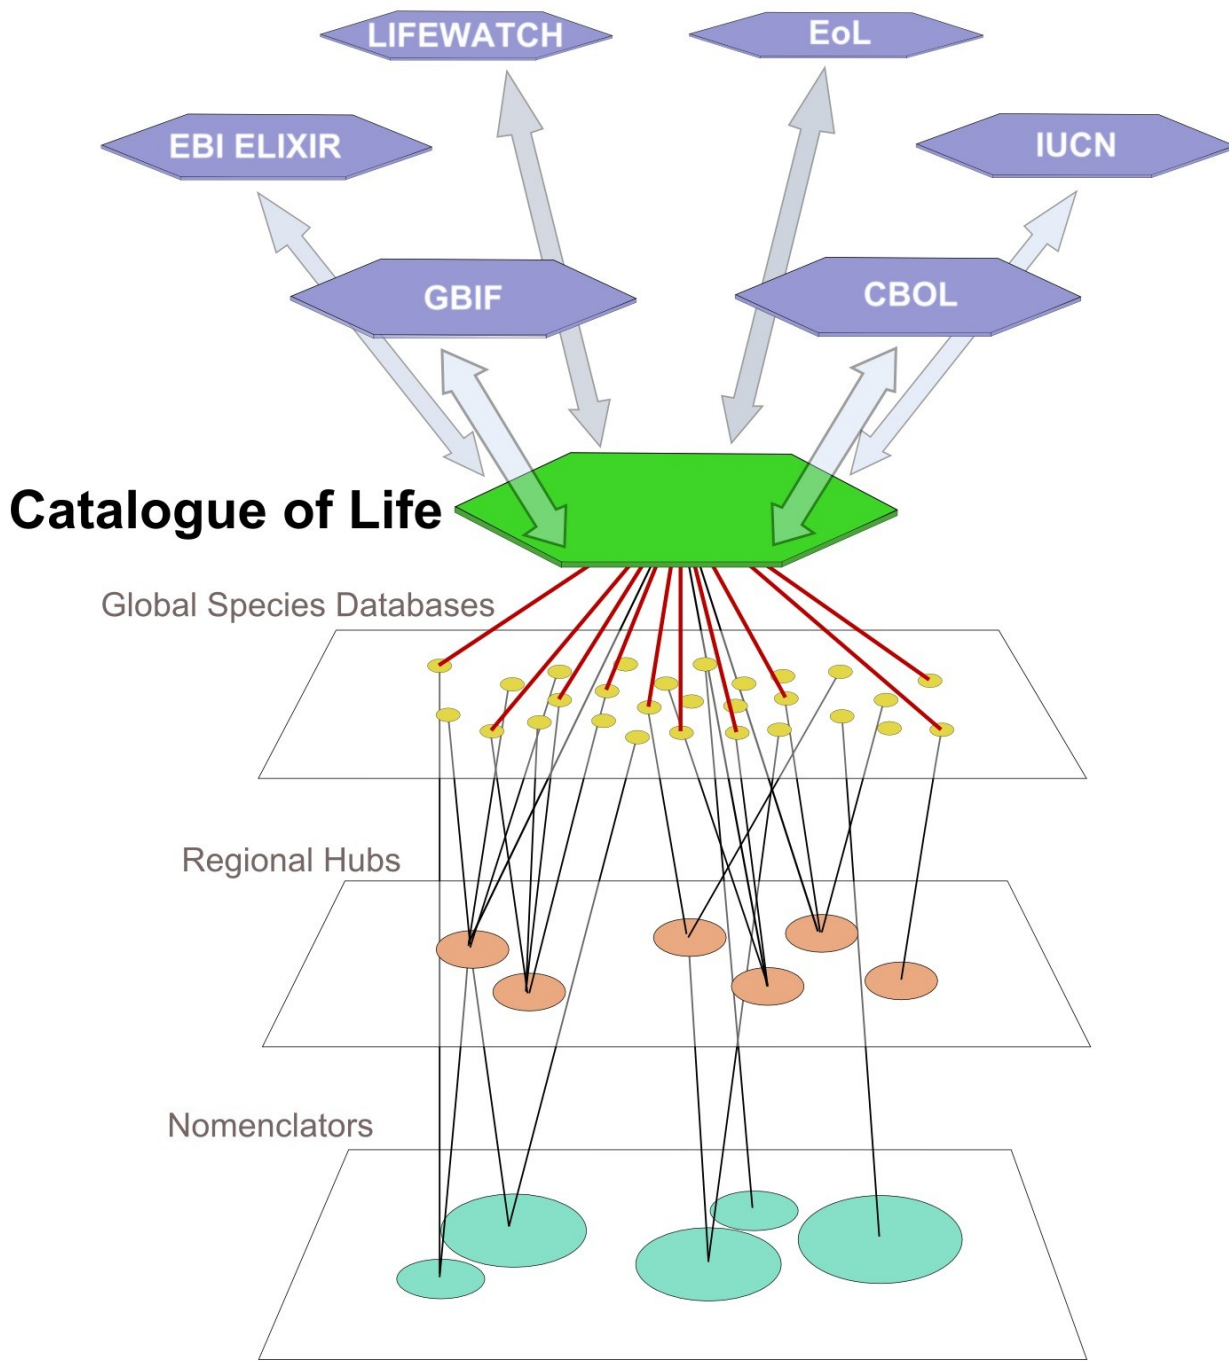 LIFEWATCH
EoL
EBI ELIXIR
IUCN
GBIF
CBOL
Catalogue of Life
Global Species Databases
Regional Hubs
Nomenclators